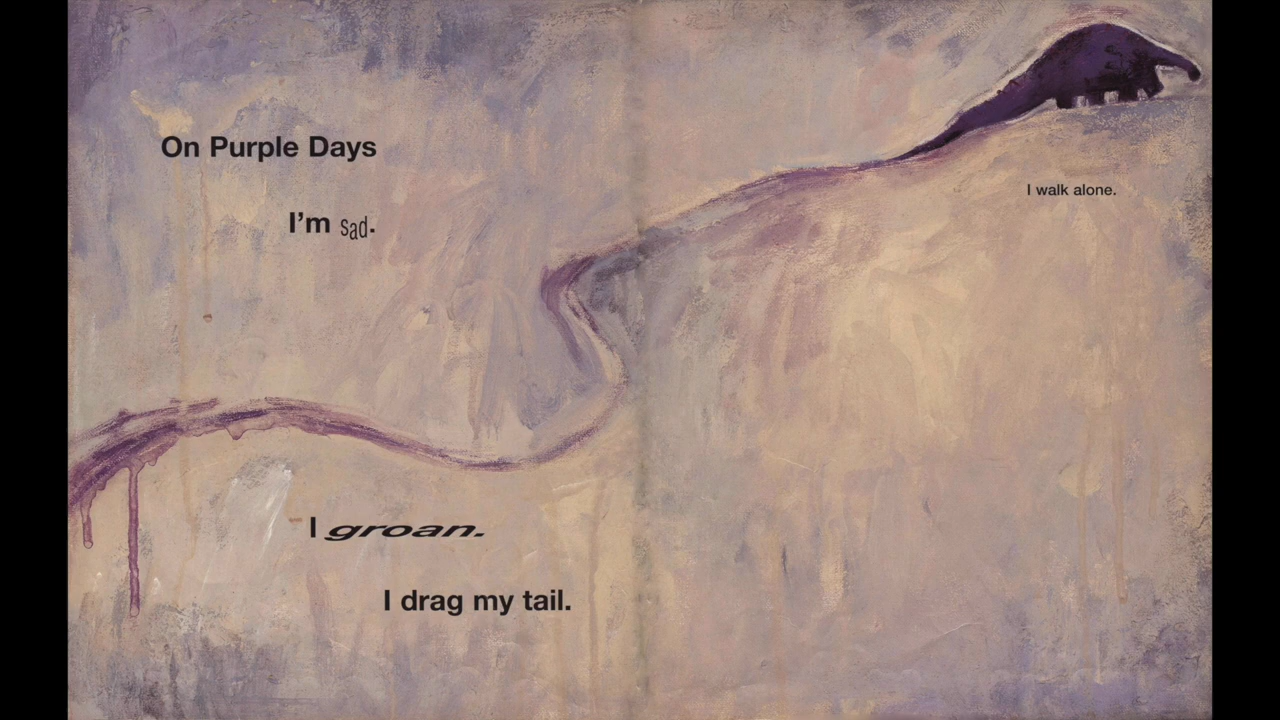 On Purple Days
I'm sad.
I groan.
I drag my tail.
I walk alone.